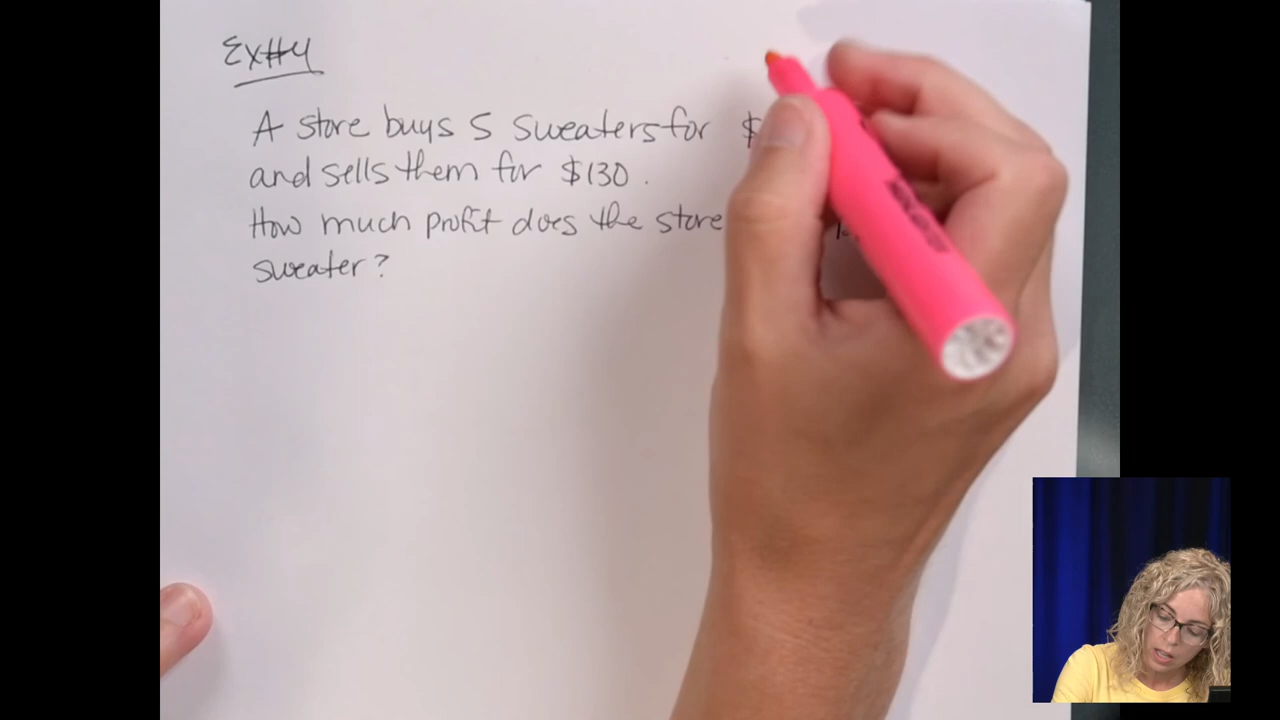 Ex#4
A store buys 5 sweaters for $
and sells them for $130.
How much profit does the store
sweater?